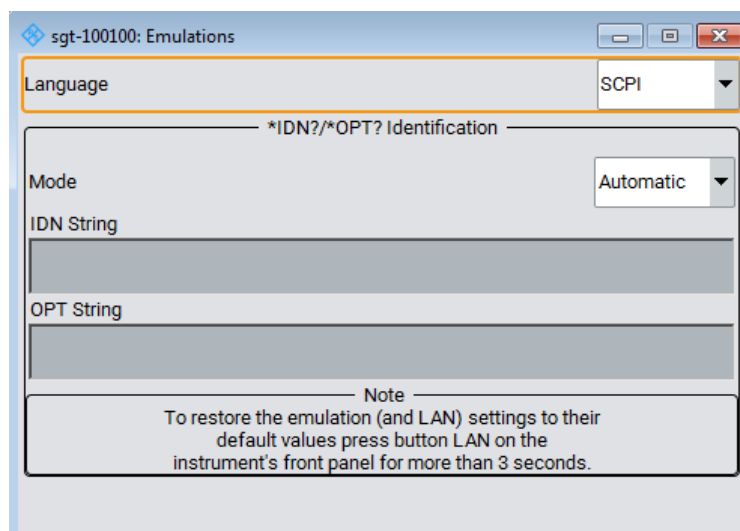 sgt-100100: Emulations
Language
SCPI
*IDN?/*OPT? Identification
Mode
Automatic
IDN String
OPT String
Note
To restore the emulation (and LAN) settings to their
default values press button LAN on the
instrument's front panel for more than 3 seconds.